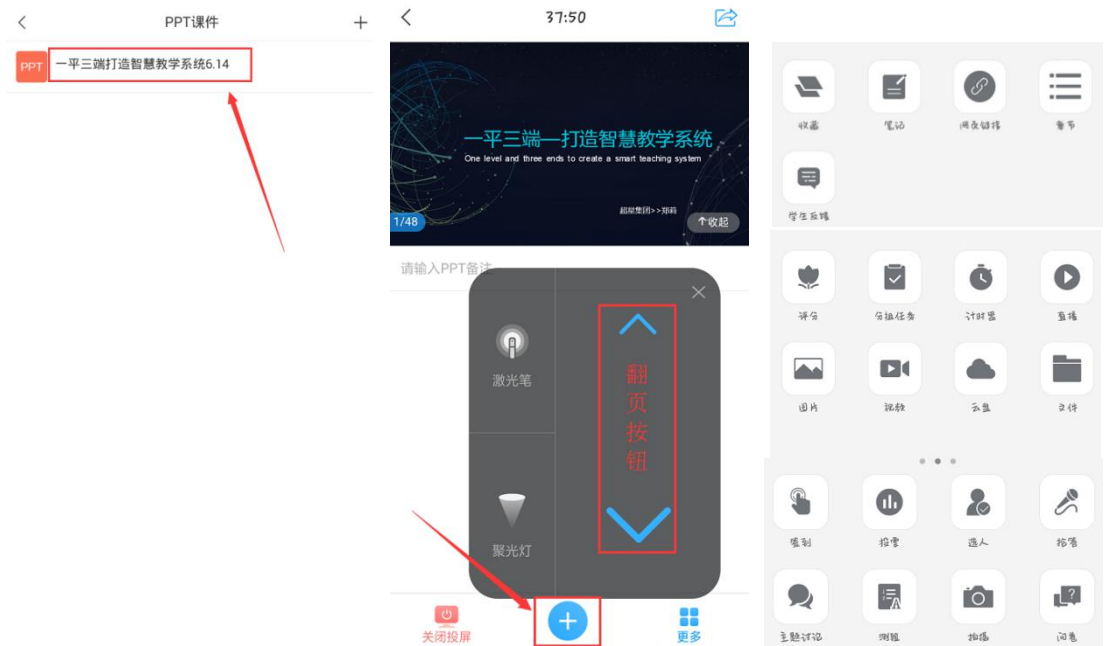 PPT课件
PPT 一平三端打造智慧教学系统6.14
37:50
一平三端—打造智慧教学系统
One level and three ends to create a smart teaching system
超星集团>>郑莉
1/48
收起
请输入PPT备注
激光笔
聚光灯
翻
页
按
钮
关闭投屏
更多
收藏 笔记 网页链接 章节
学生反馈
评分 分组任务 计时器 直播
图片 视频 云盘 文件
签到 投票 选人 抢答
主题讨论 测验 拍摄 问卷